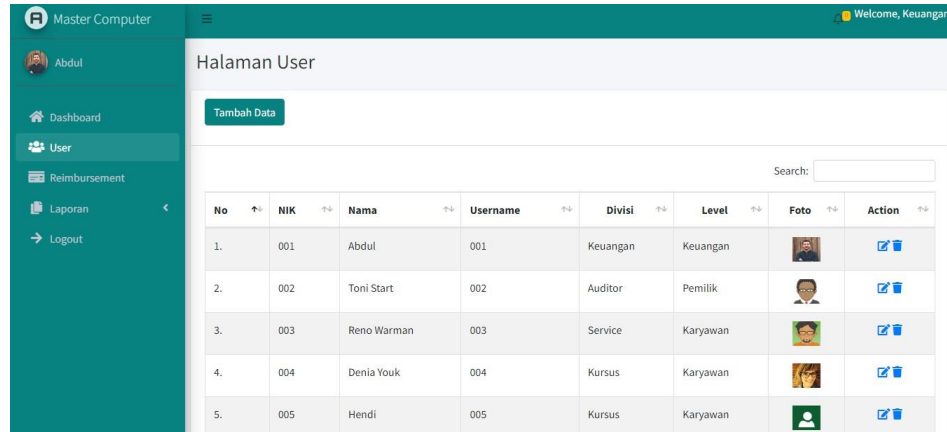 Master Computer
Welcome, Keuangan
Abdul
Halaman User
Dashboard
User
Reimbursement
Laporan
Logout
Tambah Data
Search:
No NIK Nama Username Divisi Level Foto Action
1. 001 Abdul 001 Keuangan Keuangan
2. 002 Toni Start 002 Auditor Pemilik
3. 003 Reno Warman 003 Service Karyawan
4. 004 Denia Youk 004 Kursus Karyawan
5. 005 Hendi 005 Kursus Karyawan